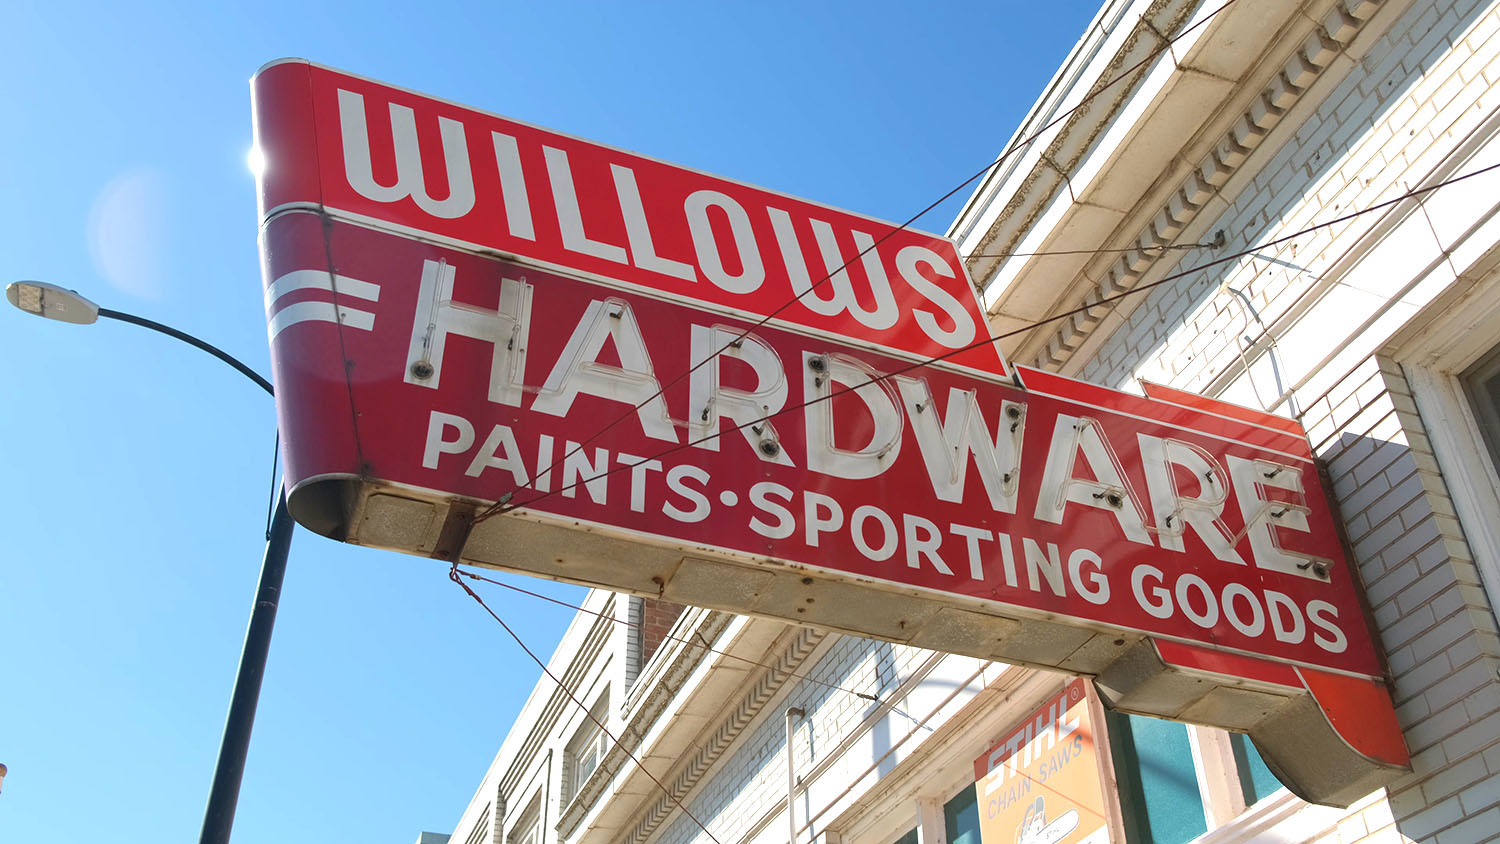 WILLOWS
HARDWARE
PAINTS·SPORTING GOODS
STIHL®
CHAIN SAWS